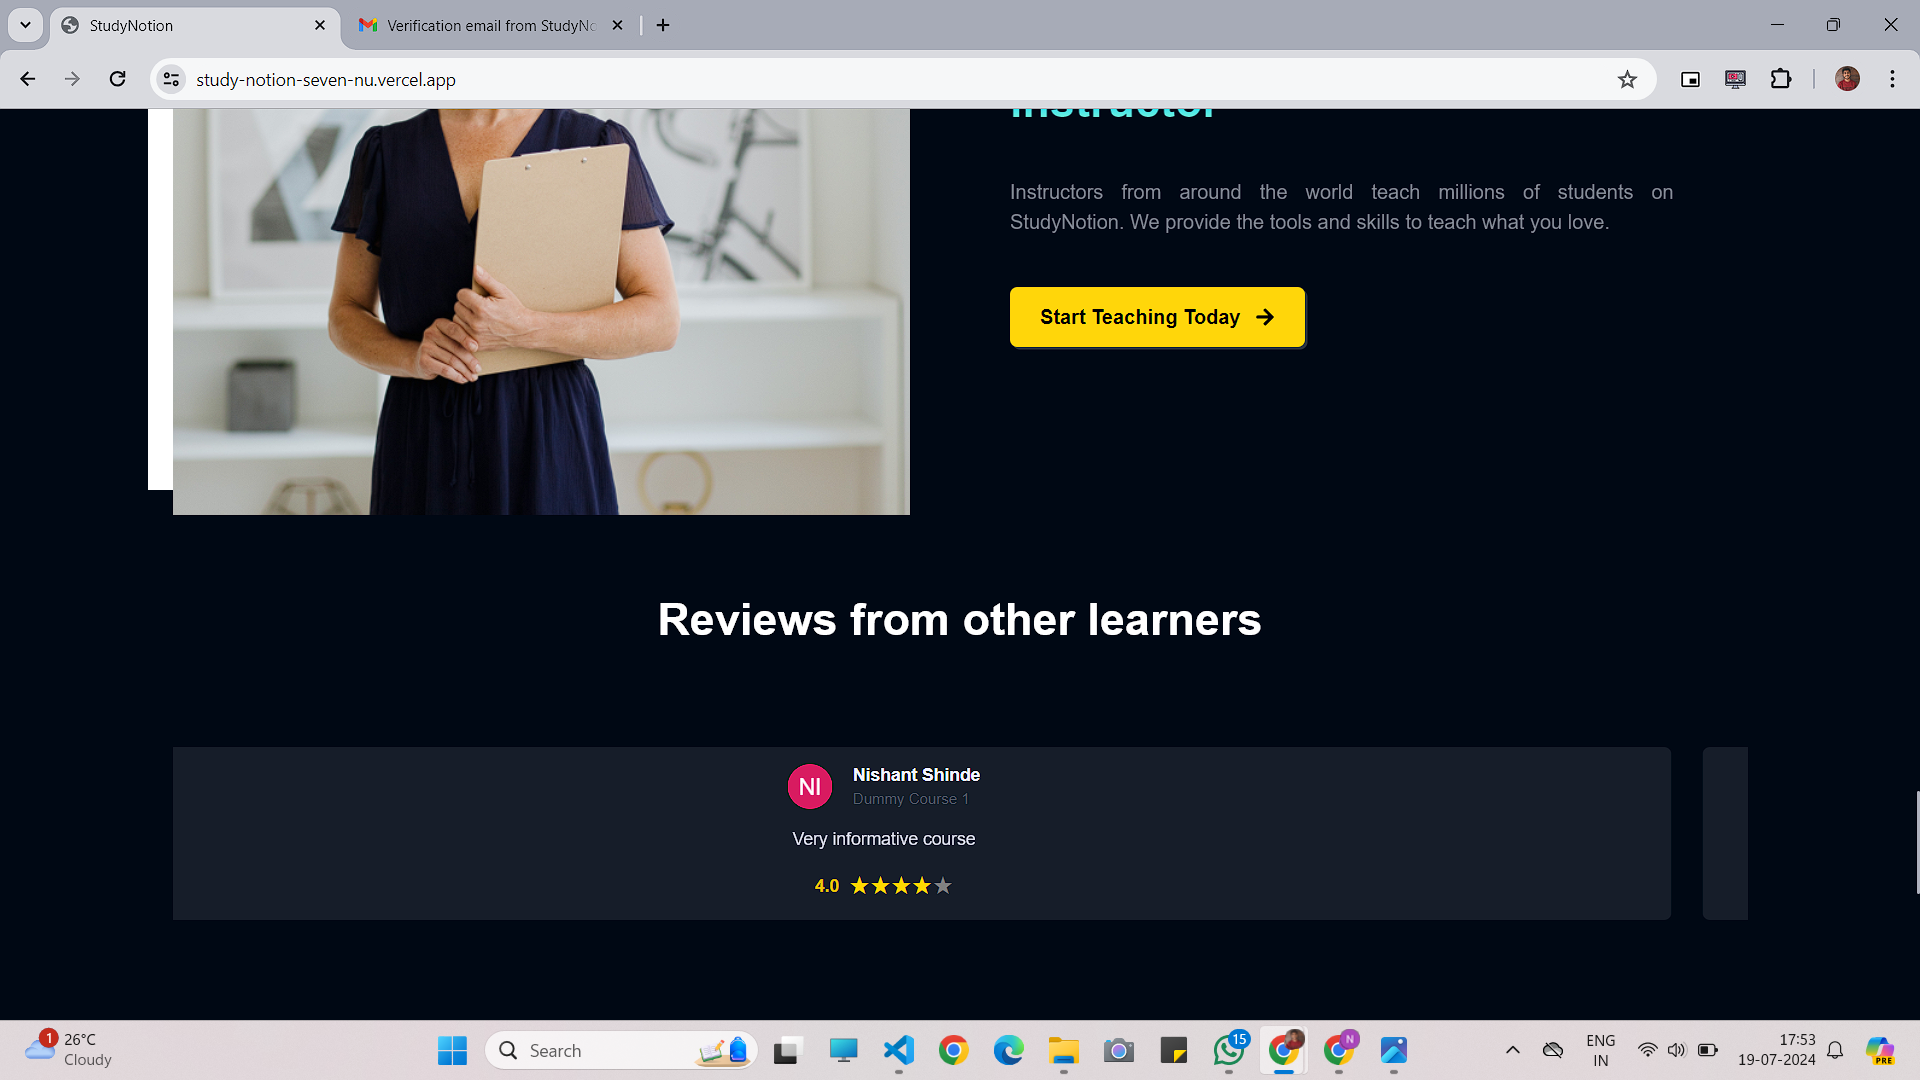 StudyNotion
Verification email from StudyNo
study-notion-seven-nu.vercel.app
Instructor
Instructors from around the world teach millions of students on
StudyNotion. We provide the tools and skills to teach what you love.
Start Teaching Today
Reviews from other learners
NI
Nishant Shinde
Dummy Course 1
Very informative course
4.0
1
26°C
Cloudy
Search
15
N
ENG
IN
17:53
19-07-2024
PRE